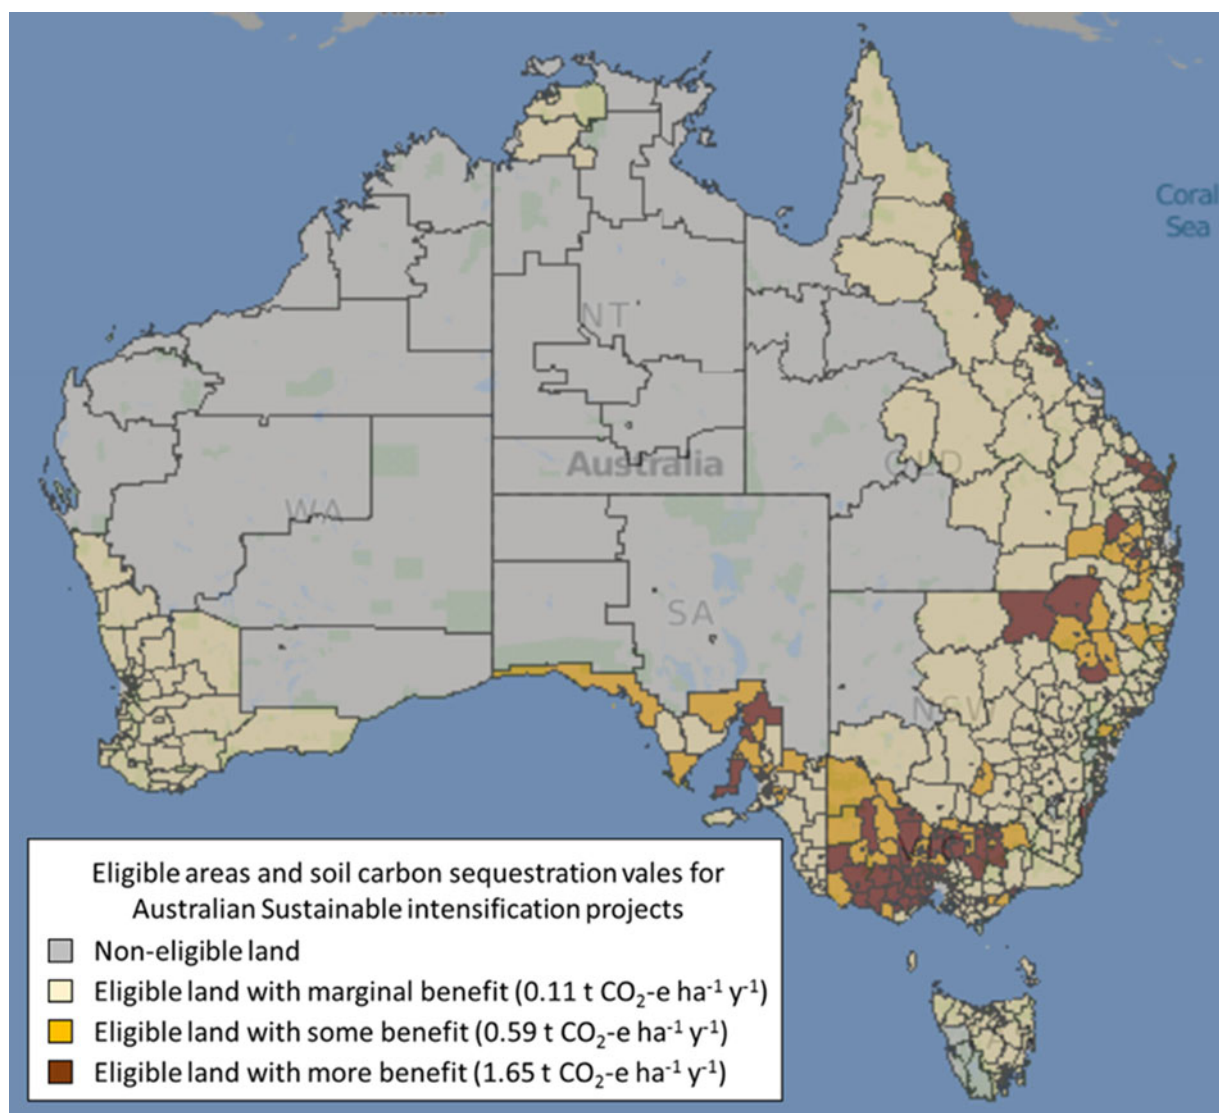 Coral
Sea
NT
Australia
QLD
WA
SA
NSW
VIC
Eligible areas and soil carbon sequestration vales for
Australian Sustainable intensification projects
Non-eligible land
Eligible land with marginal benefit (0.11 t CO₂-e ha⁻¹ y⁻¹)
Eligible land with some benefit (0.59 t CO₂-e ha⁻¹ y⁻¹)
Eligible land with more benefit (1.65 t CO₂-e ha⁻¹ y⁻¹)